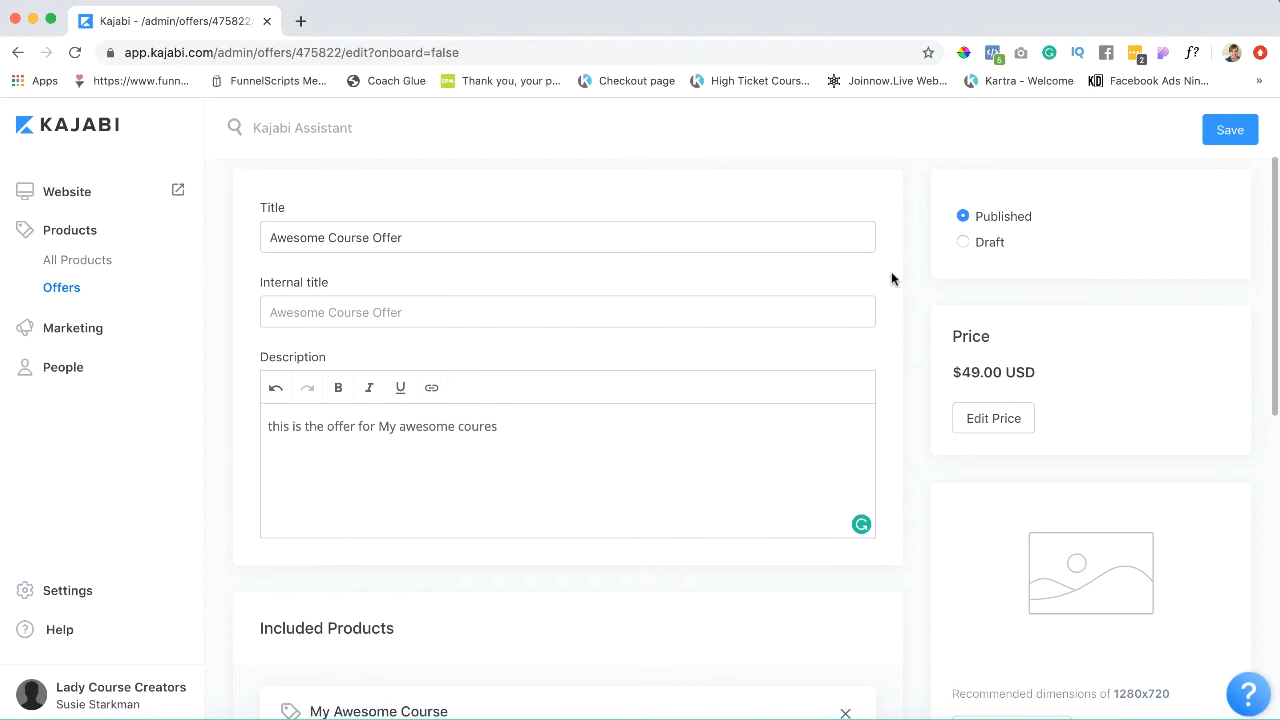 Kajabi - /admin/offers/475822/
app.kajabi.com/admin/offers/475822/edit?onboard=false
5
2
Apps
https://www.funn...
FunnelScripts Me...
Coach Glue
Thank you, your p...
Checkout page
High Ticket Cours...
Joinnow.Live Web...
Kartra - Welcome
Facebook Ads Nin...
»
KAJABI
Kajabi Assistant
Save
Website
Products
All Products
Offers
Marketing
People
Settings
Help
Lady Course Creators
Susie Starkman
Title
Awesome Course Offer
Internal title
Awesome Course Offer
Description
B I U
this is the offer for My awesome coures
Included Products
My Awesome Course
Published
Draft
Price
$49.00 USD
Edit Price
Recommended dimensions of 1280x720
?